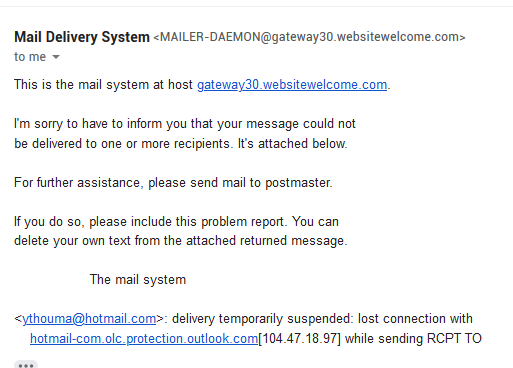 Mail Delivery System <MAILER-DAEMON@gateway30.websitewelcome.com>
to me
This is the mail system at host gateway30.websitewelcome.com.
I'm sorry to have to inform you that your message could not
be delivered to one or more recipients. It's attached below.
For further assistance, please send mail to postmaster.
If you do so, please include this problem report. You can
delete your own text from the attached returned message.
The mail system
<ythouma@hotmail.com>: delivery temporarily suspended: lost connection with
hotmail-com.olc.protection.outlook.com[104.47.18.97] while sending RCPT TO